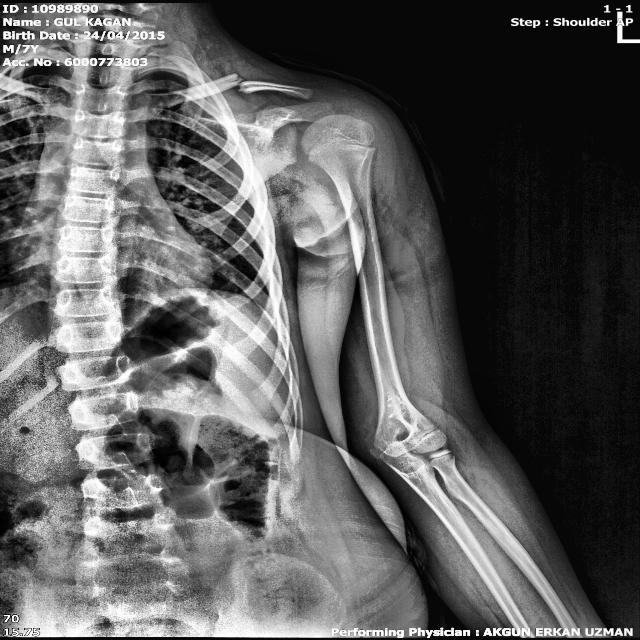 ID : 10989890
Name : GUL KAGAN
Birth Date : 24/04/2015
M/7Y
Acc. No : 6000773803
1 - 1
Step : Shoulder AP
L
70
15.75
Performing Physician : AKGUN ERKAN UZMAN